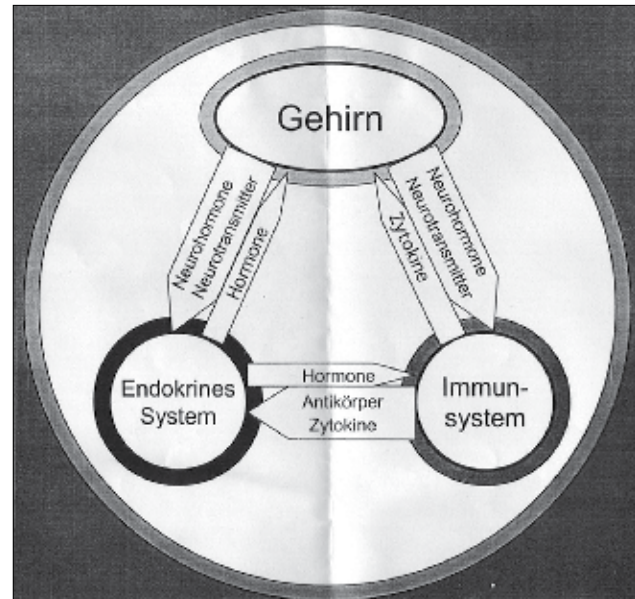 Gehirn
Neurohormone
Neurotransmitter
Hormone
Zytokine
Neurotransmitter
Neurohormone
Endokrines
System
Hormone
Antikörper
Zytokine
Immun-
system